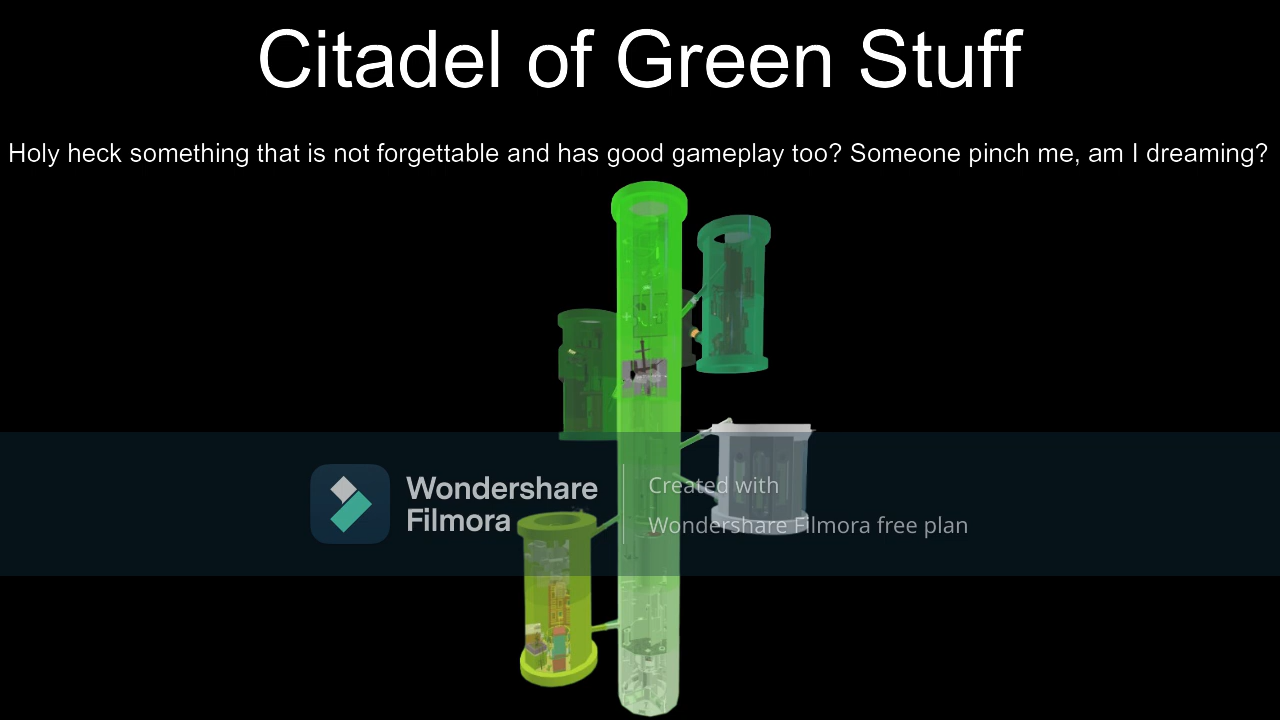 Citadel of Green Stuff
Holy heck something that is not forgettable and has good gameplay too? Someone pinch me, am I dreaming?
Wondershare
Filmora
Created with
Wondershare Filmora free plan